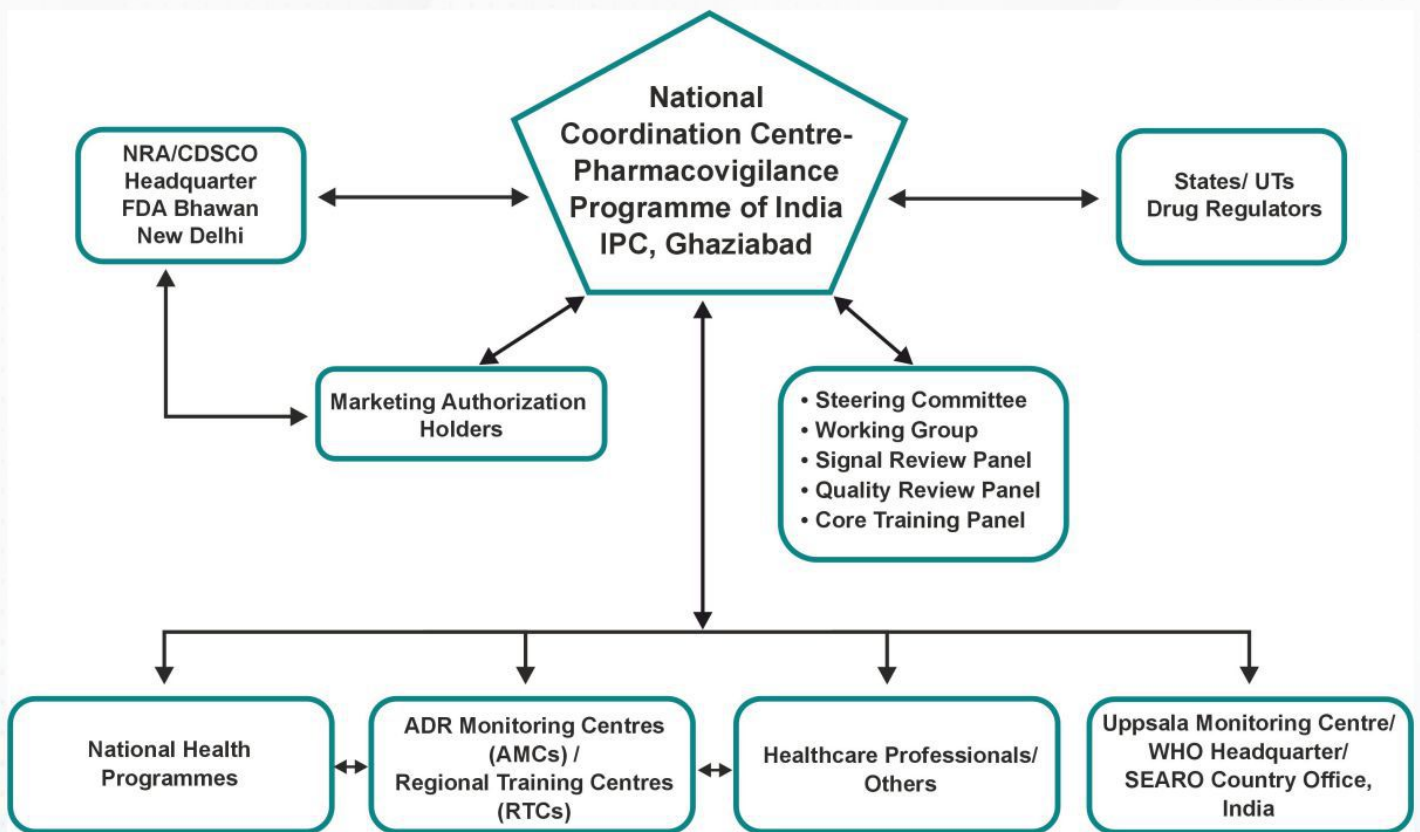 National
Coordination Centre-
Pharmacovigilance
Programme of India
IPC, Ghaziabad
NRA/CDSCO
Headquarter
FDA Bhawan
New Delhi
States/ UTs
Drug Regulators
Marketing Authorization
Holders
• Steering Committee
• Working Group
• Signal Review Panel
• Quality Review Panel
• Core Training Panel
National Health
Programmes
ADR Monitoring Centres
(AMCs) /
Regional Training Centres
(RTCs)
Healthcare Professionals/
Others
Uppsala Monitoring Centre/
WHO Headquarter/
SEARO Country Office,
India